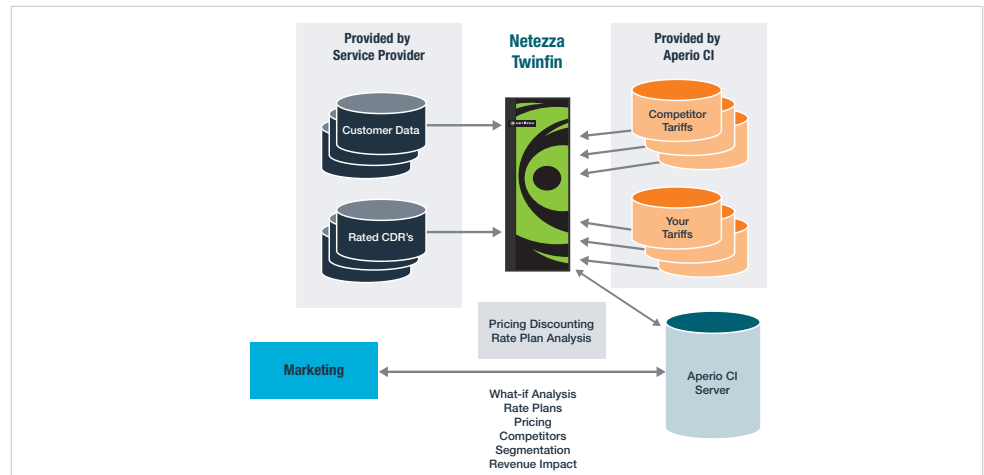 Provided by
Service Provider
Netezza
Twinfin
Provided by
Aperio CI
Customer Data
Rated CDR's
NETEZZA
Competitor
Tariffs
Your
Tariffs
Pricing Discounting
Rate Plan Analysis
Marketing
Aperio CI
Server
What-if Analysis
Rate Plans
Pricing
Competitors
Segmentation
Revenue Impact